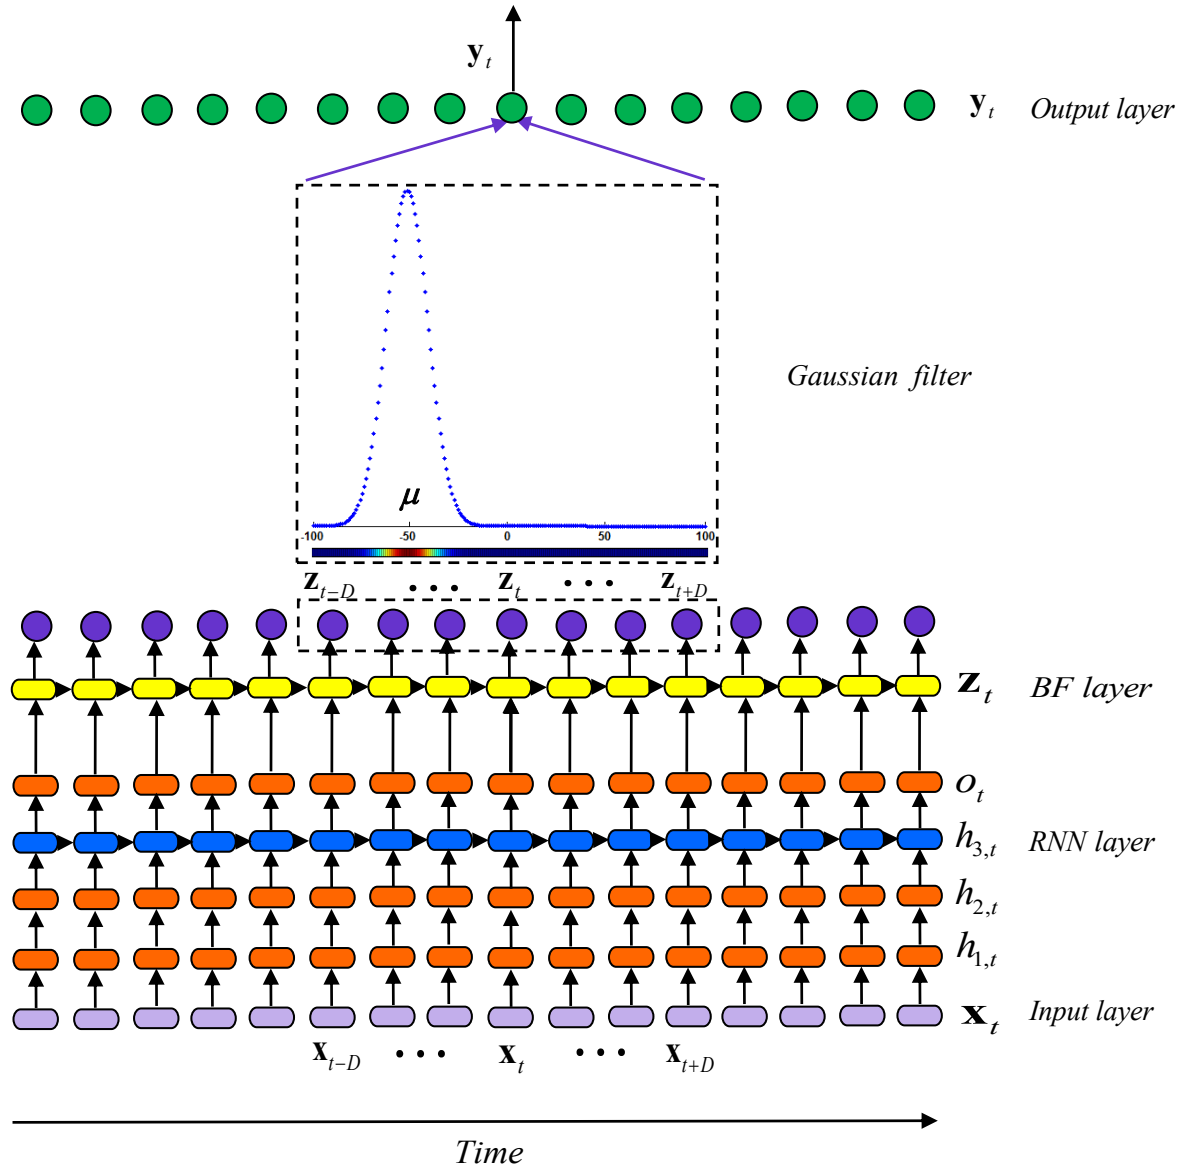 y_t
y_t Output layer
Gaussian filter
μ
-100 -50 0 50 100
z_{t-D} ... z_t ... z_{t+D}
z_t BF layer
o_t
h_{3,t} RNN layer
h_{2,t}
h_{1,t}
x_t Input layer
x_{t-D} ... x_t ... x_{t+D}
Time